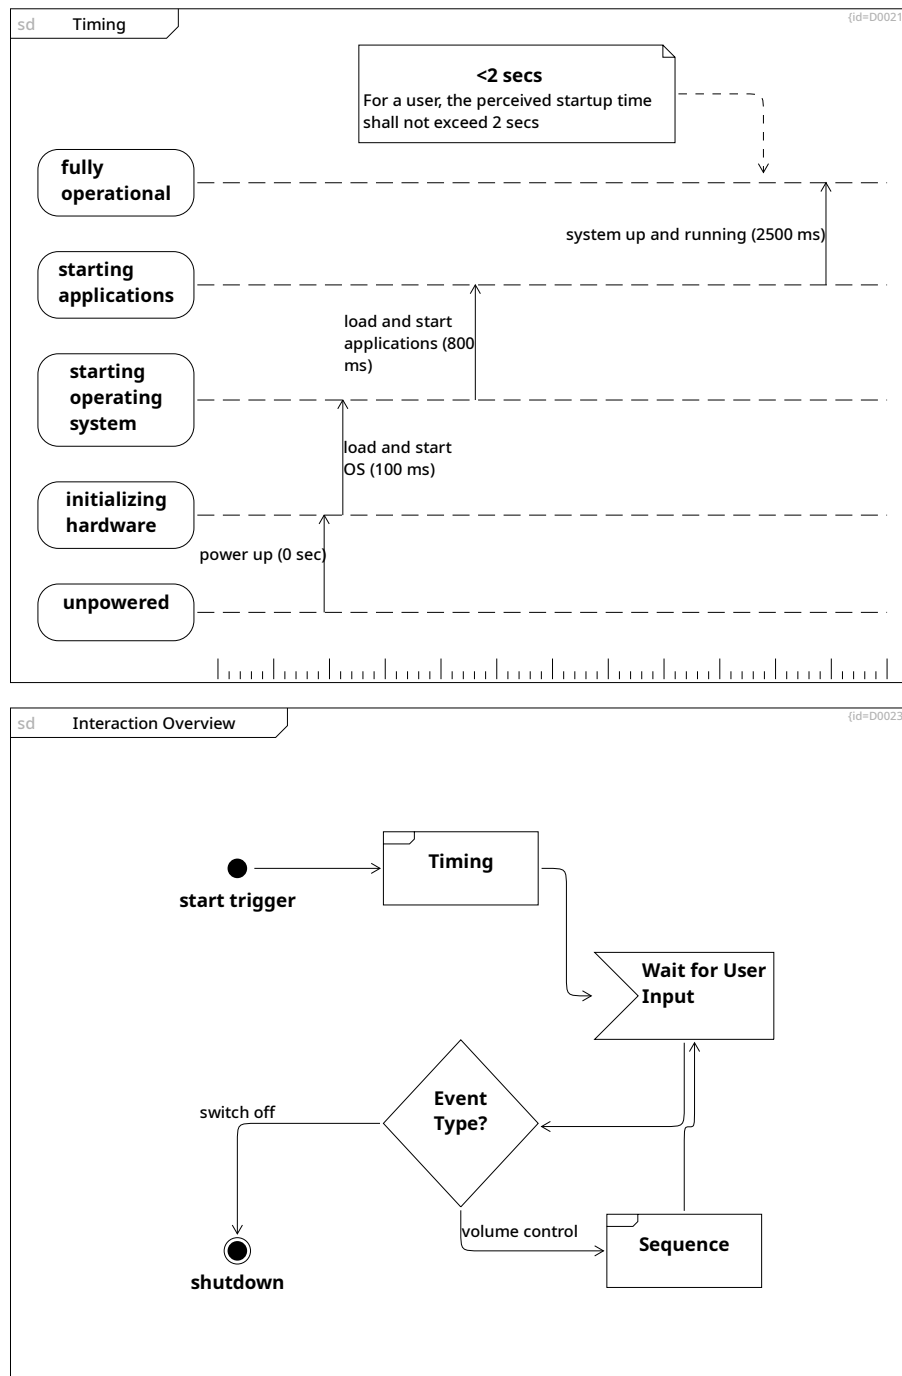 sd Timing
{id=D0021
<2 secs
For a user, the perceived startup time
shall not exceed 2 secs
fully
operational
system up and running (2500 ms)
starting
applications
load and start
applications (800
ms)
starting
operating
system
load and start
OS (100 ms)
initializing
hardware
power up (0 sec)
unpowered
sd Interaction Overview
{id=D0023
Timing
start trigger
Wait for User
Input
Event
Type?
switch off
volume control
Sequence
shutdown